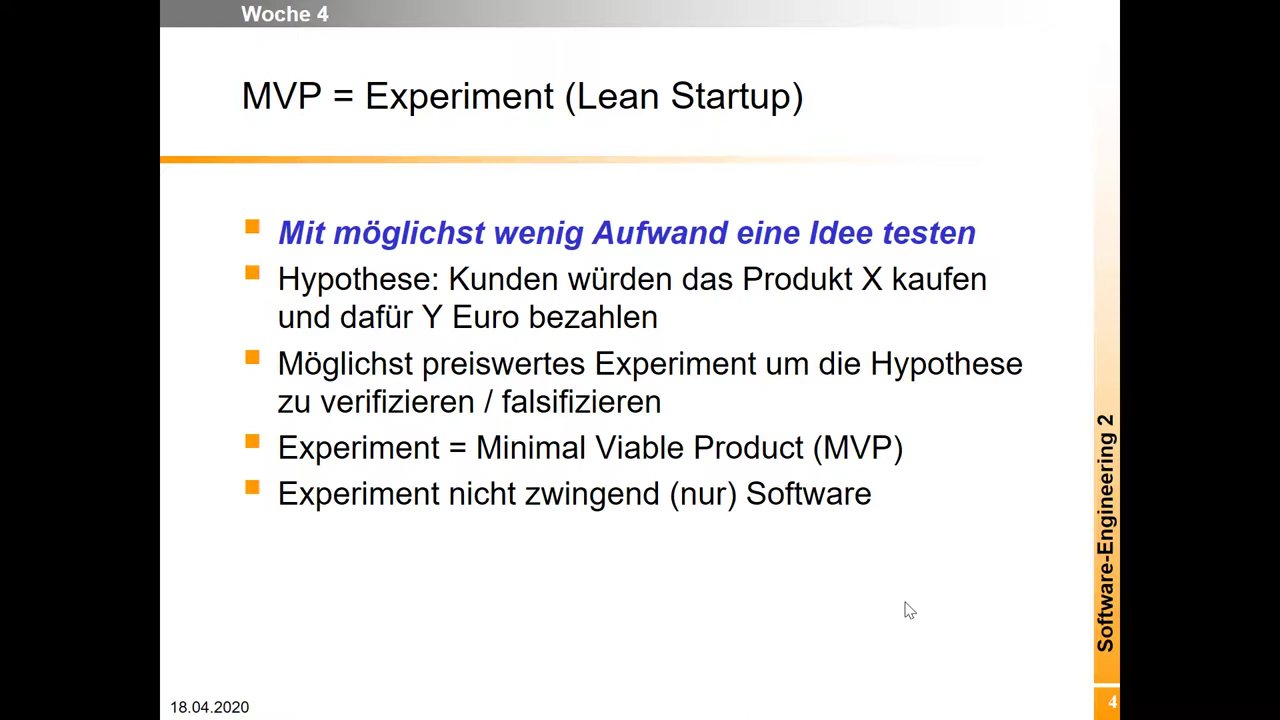 Woche 4
MVP = Experiment (Lean Startup)
Mit möglichst wenig Aufwand eine Idee testen
Hypothese: Kunden würden das Produkt X kaufen
und dafür Y Euro bezahlen
Möglichst preiswertes Experiment um die Hypothese
zu verifizieren / falsifizieren
Experiment = Minimal Viable Product (MVP)
Experiment nicht zwingend (nur) Software
Software-Engineering 2
18.04.2020
4